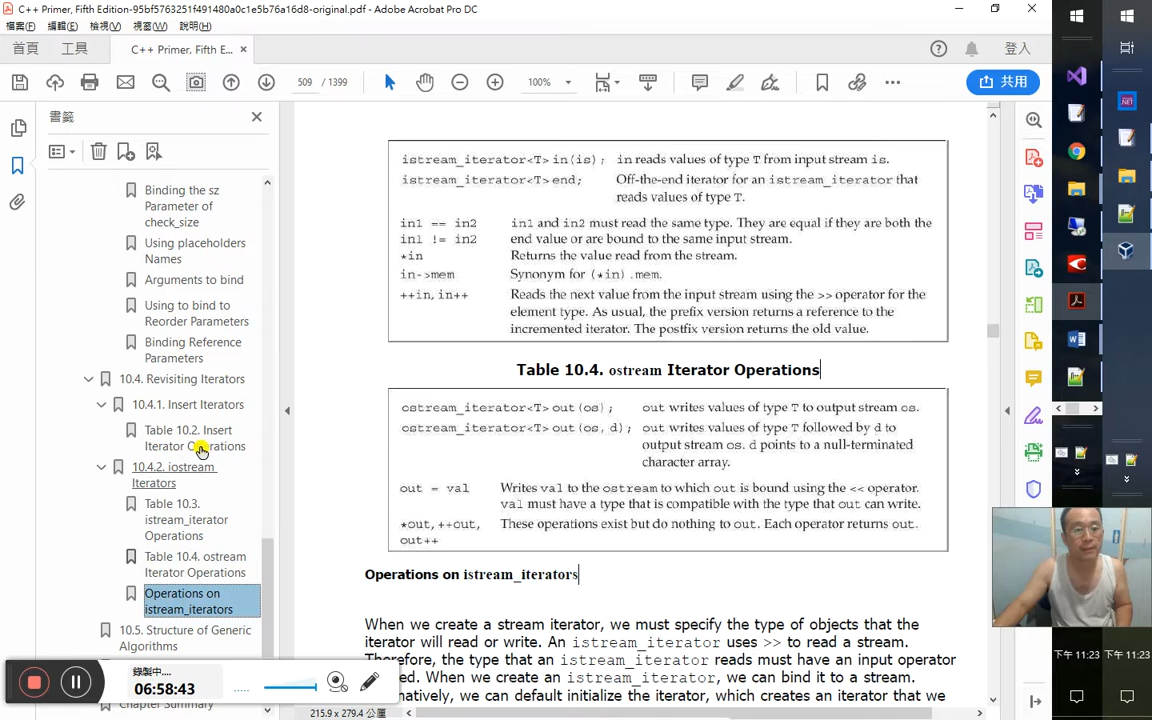 C++ Primer, Fifth Edition-95bf5763251f491480a0c1e5b76a16d8-original.pdf - Adobe Acrobat Pro DC
檔案(F) 編輯(E) 檢視(V) 視窗(W) 說明(H)
首頁 工具 C++ Primer, Fifth E... × 登入
509 / 1399 100% 共用
書籤
Binding the sz
Parameter of
check_size
Using placeholders
Names
Arguments to bind
Using to bind to
Reorder Parameters
Binding Reference
Parameters
10.4. Revisiting Iterators
10.4.1. Insert Iterators
Table 10.2. Insert
Iterator Operations
10.4.2. iostream
Iterators
Table 10.3.
istream_iterator
Operations
Table 10.4. ostream
Iterator Operations
Operations on
istream_iterators
10.5. Structure of Generic
Algorithms
Chapter Summary
錄製中....
06:58:43
215.9 x 279.4 公厘
istream_iterator<T> in(is); in reads values of type T from input stream is.
istream_iterator<T> end; Off-the-end iterator for an istream_iterator that
reads values of type T.
in1 == in2 in1 and in2 must read the same type. They are equal if they are both the
in1 != in2 end value or are bound to the same input stream.
*in Returns the value read from the stream.
in->mem Synonym for (*in).mem.
++in, in++ Reads the next value from the input stream using the >> operator for the
element type. As usual, the prefix version returns a reference to the
incremented iterator. The postfix version returns the old value.
Table 10.4. ostream Iterator Operations
ostream_iterator<T> out(os); out writes values of type T to output stream os.
ostream_iterator<T> out(os, d); out writes values of type T followed by d to
output stream os. d points to a null-terminated
character array.
out = val Writes val to the ostream to which out is bound using the << operator.
val must have a type that is compatible with the type that out can write.
*out, ++out, These operations exist but do nothing to out. Each operator returns out.
out++
Operations on istream_iterators
When we create a stream iterator, we must specify the type of objects that the
iterator will read or write. An istream_iterator uses >> to read a stream.
Therefore, the type that an istream_iterator reads must have an input operator
ed. When we create an istream_iterator, we can bind it to a stream.
natively, we can default initialize the iterator, which creates an iterator that we
.NET
下午 11:23 下午 11:23